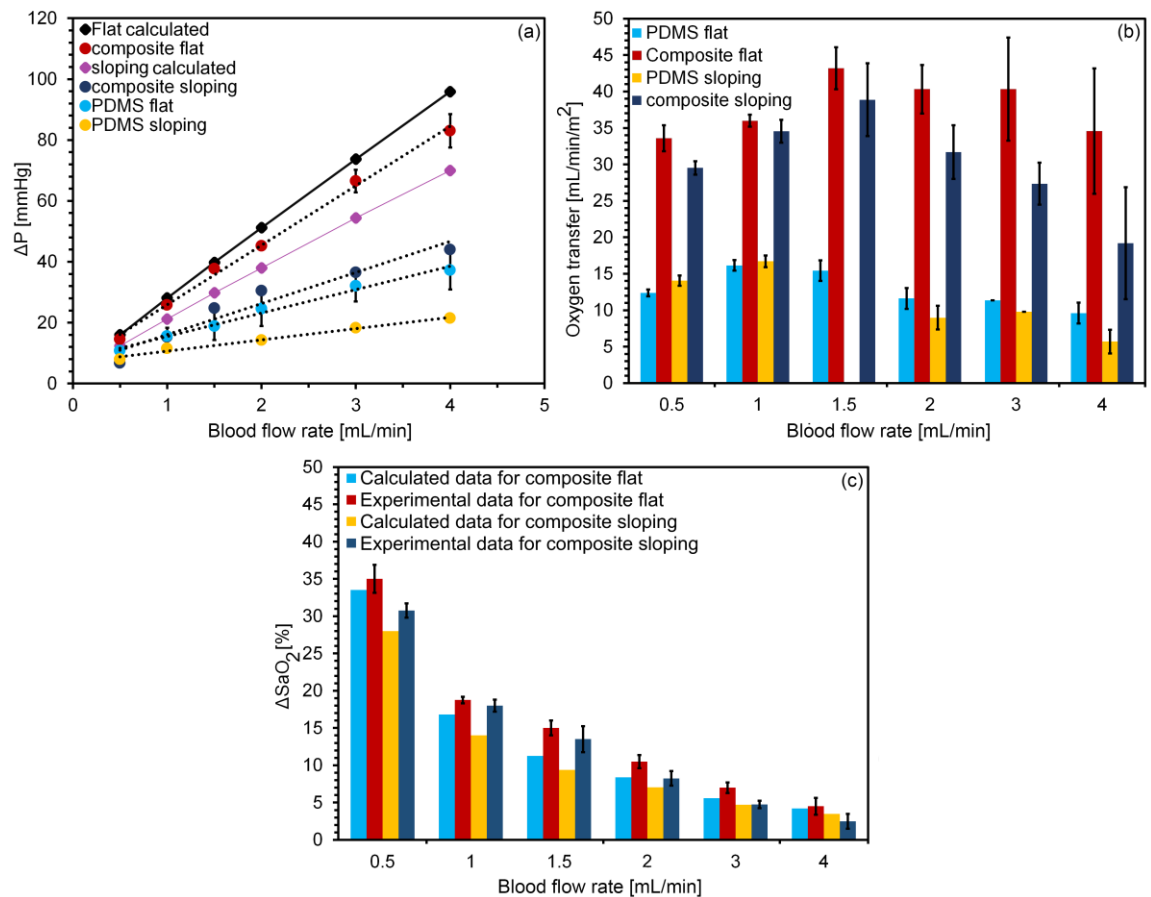 (a)
Flat calculated
composite flat
sloping calculated
composite sloping
PDMS flat
PDMS sloping
ΔP [mmHg]
120
100
80
60
40
20
0
0 1 2 3 4 5
Blood flow rate [mL/min]
(b)
PDMS flat
Composite flat
PDMS sloping
composite sloping
Oxygen transfer [mL/min/m²]
50
45
40
35
30
25
20
15
10
5
0
0.5 1 1.5 2 3 4
Blood flow rate [mL/min]
(c)
Calculated data for composite flat
Experimental data for composite flat
Calculated data for composite sloping
Experimental data for composite sloping
ΔSaO₂[%]
50
45
40
35
30
25
20
15
10
5
0
0.5 1 1.5 2 3 4
Blood flow rate [mL/min]